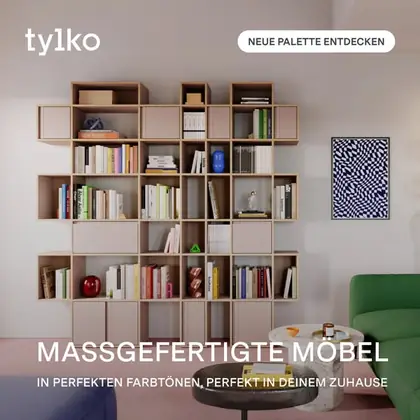 tylko
NEUE PALETTE ENTDECKEN
MASSGEFERTIGTE MÖBEL
IN PERFEKTEN FARBTÖNEN, PERFEKT IN DEINEM ZUHAUSE